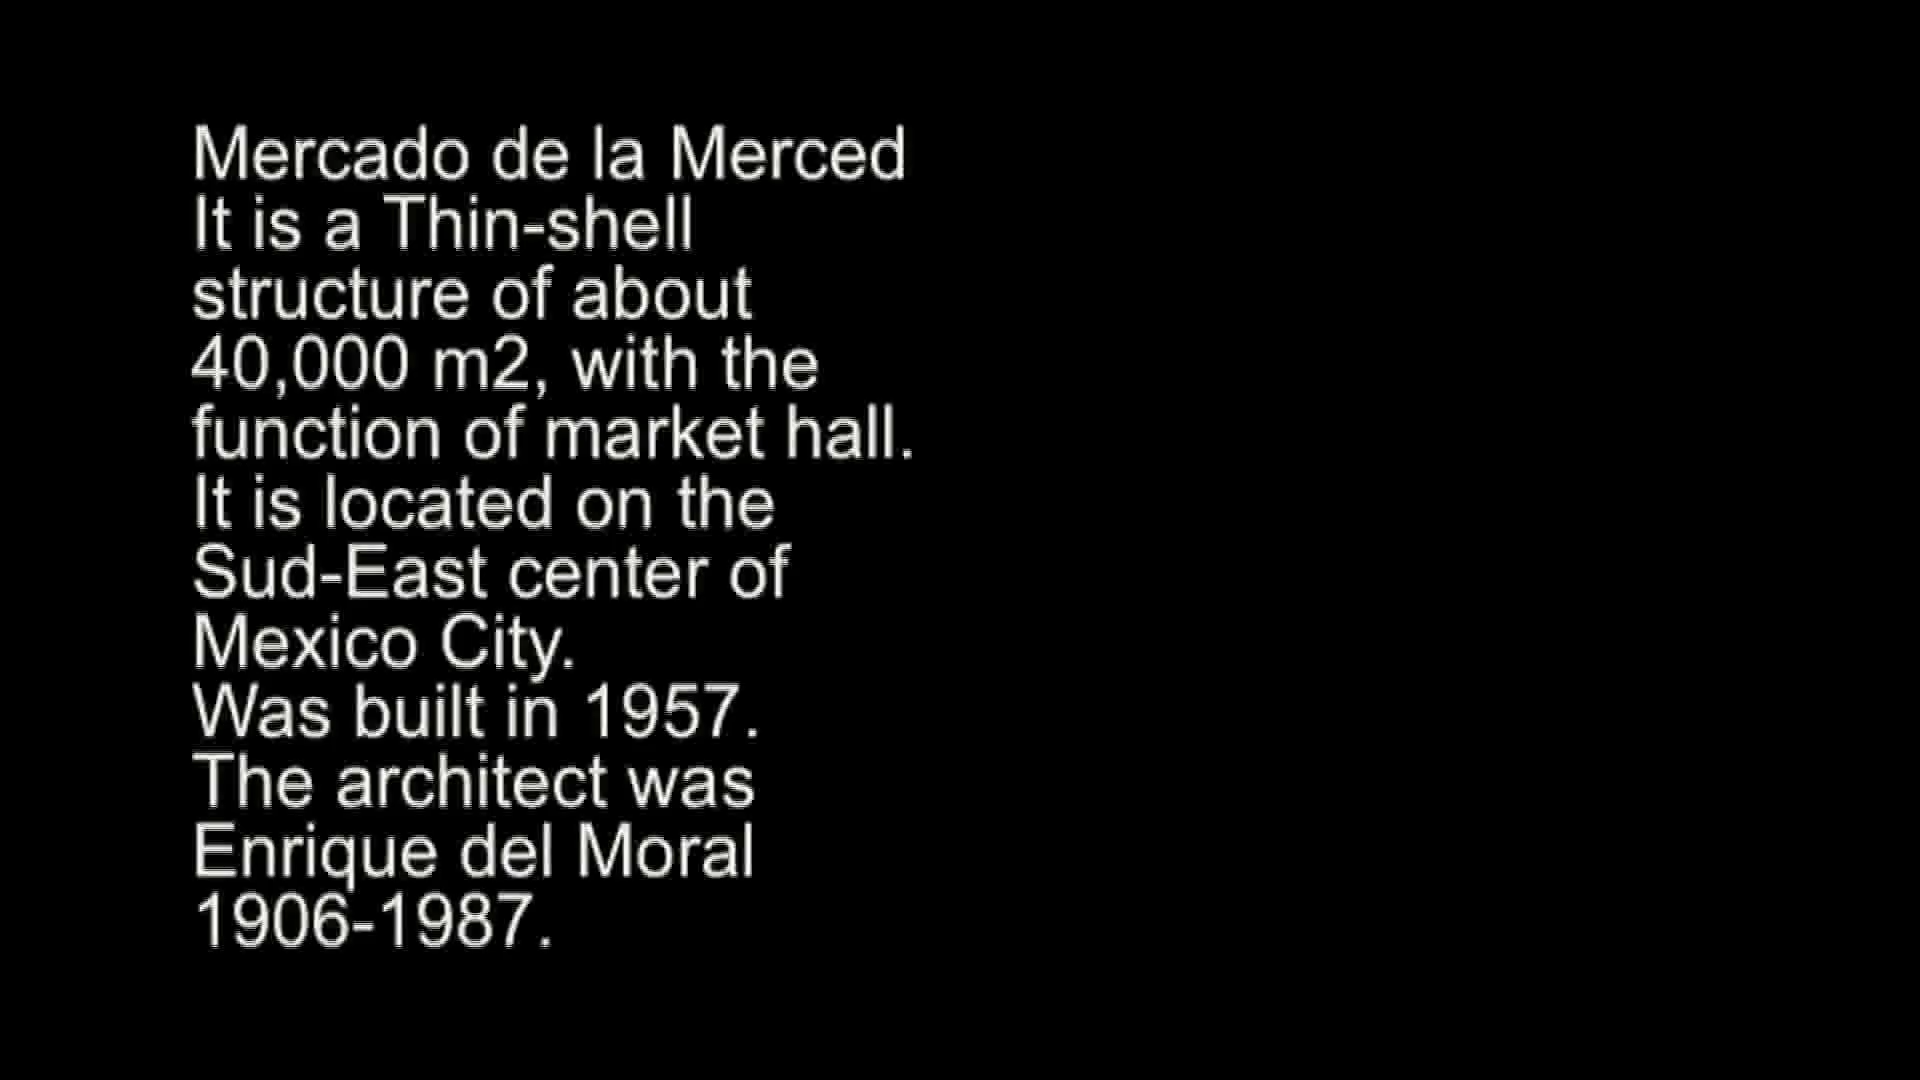 Mercado de la Merced
It is a Thin-shell
structure of about
40,000 m2, with the
function of market hall.
It is located on the
Sud-East center of
Mexico City.
Was built in 1957.
The architect was
Enrique del Moral
1906-1987.